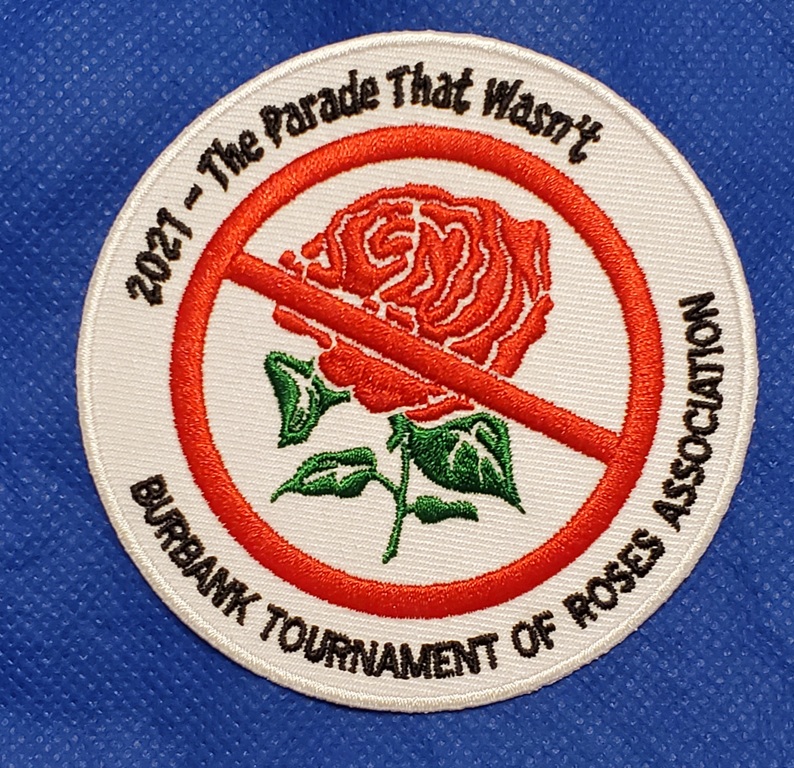 2021 - The Parade That Wasn't
BURBANK TOURNAMENT OF ROSES ASSOCIATION